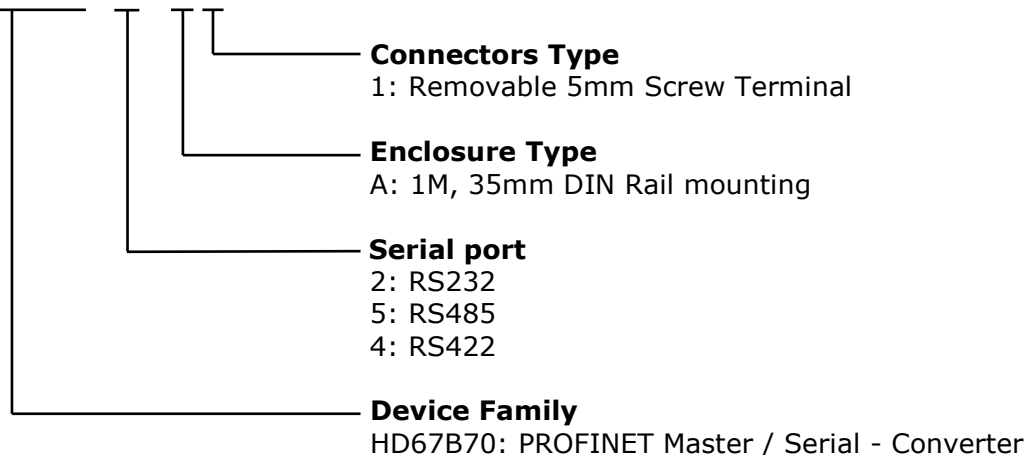 Connectors Type
1: Removable 5mm Screw Terminal
Enclosure Type
A: 1M, 35mm DIN Rail mounting
Serial port
2: RS232
5: RS485
4: RS422
Device Family
HD67B70: PROFINET Master / Serial - Converter